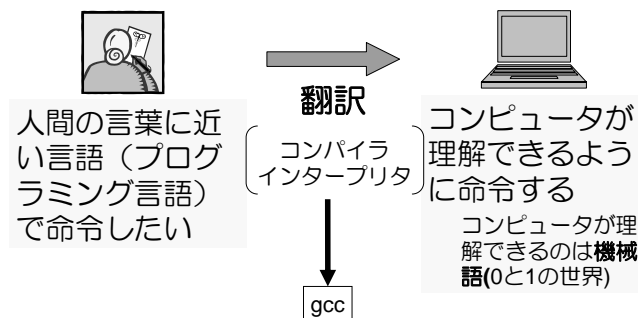 人間の言葉に近
い言語（プログ
ラミング言語）
で命令したい
翻訳
コンパイラ
インタープリタ
gcc
コンピュータが
理解できるよう
に命令する
コンピュータが理
解できるのは機械
語(0と1の世界)